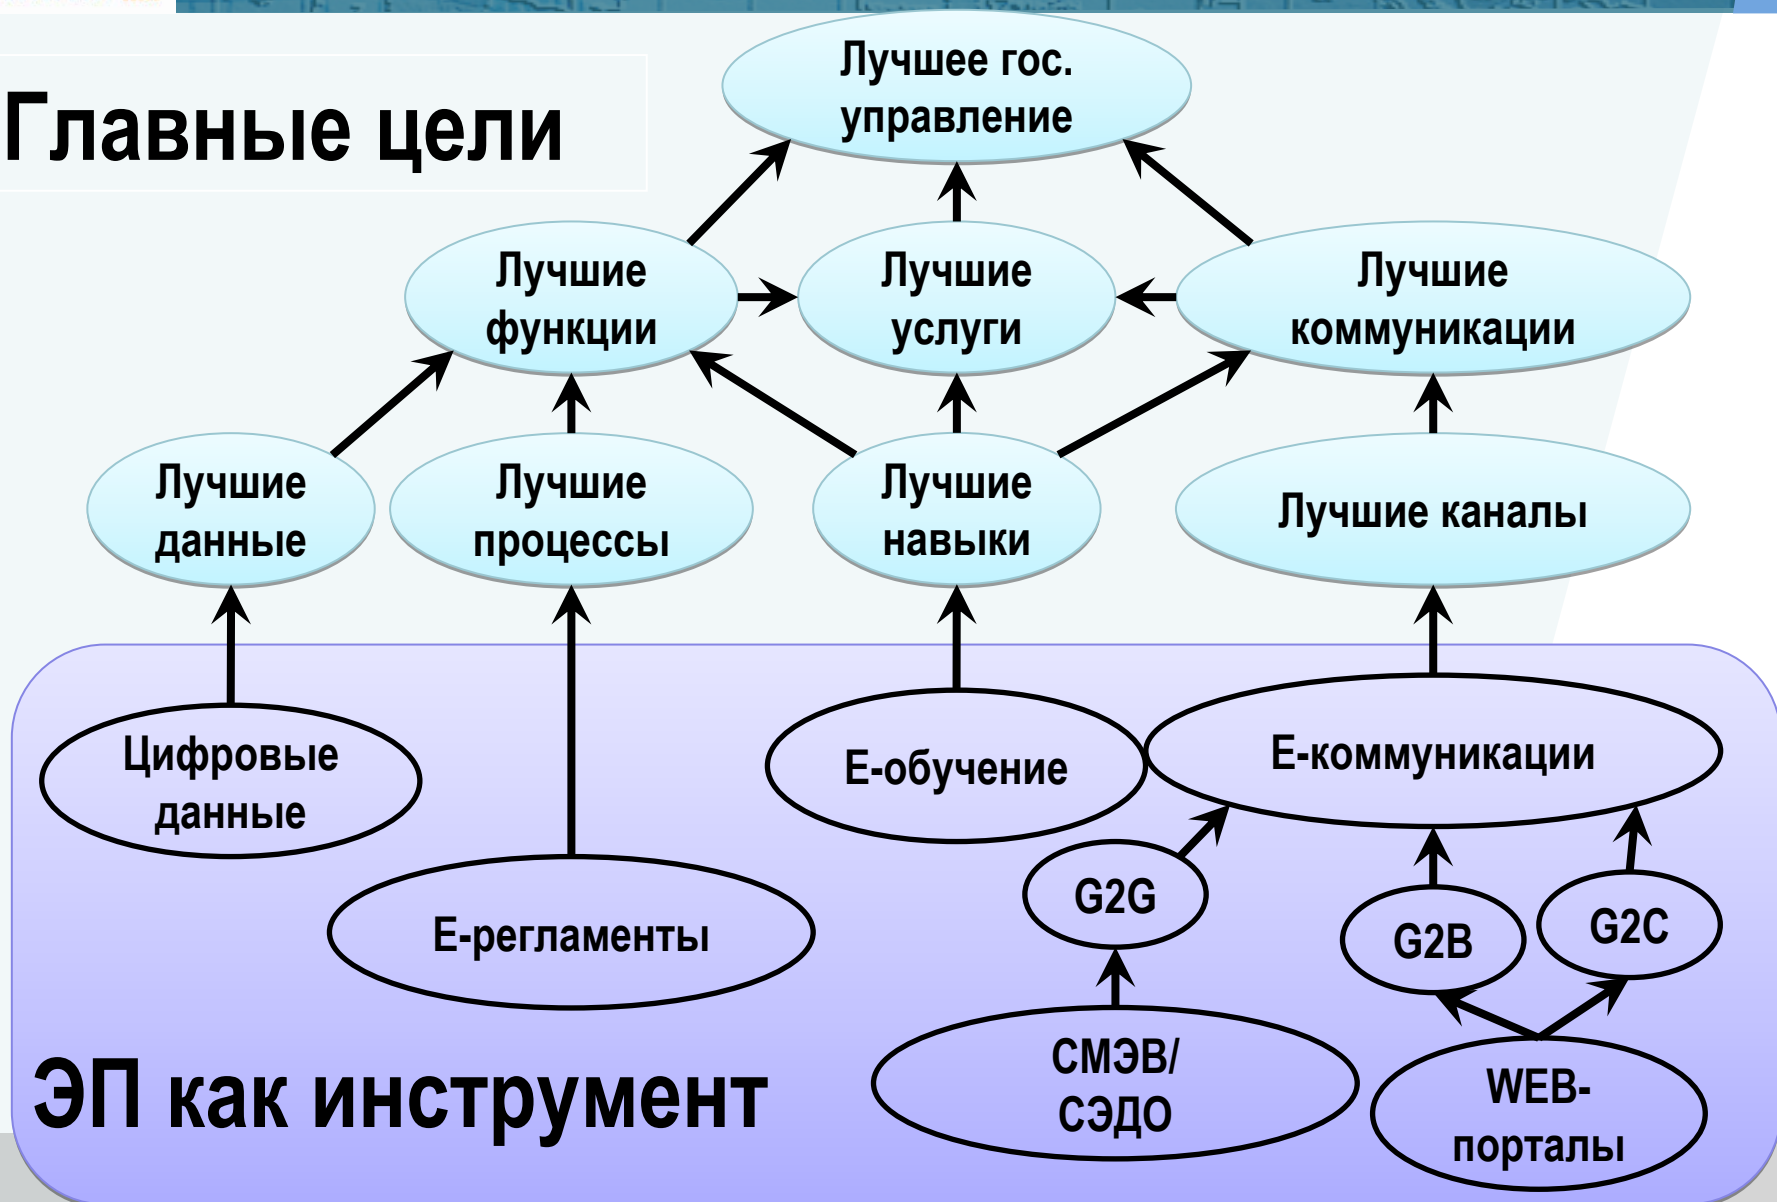 Главные цели
Лучшее гос.
управление
Лучшие
функции
Лучшие
услуги
Лучшие
коммуникации
Лучшие
данные
Лучшие
процессы
Лучшие
навыки
Лучшие каналы
Цифровые
данные
Е-регламенты
Е-обучение
Е-коммуникации
G2G
G2B
G2C
СМЭВ/
СЭДО
WEB-
порталы
ЭП как инструмент